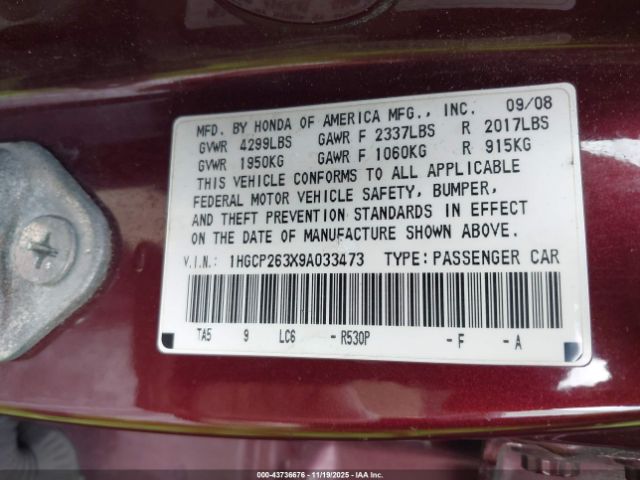 MFD. BY HONDA OF AMERICA MFG., INC. 09/08
GVWR 4299LBS GAWR F 2337LBS R 2017LBS
GVWR 1950KG GAWR F 1060KG R 915KG
THIS VEHICLE CONFORMS TO ALL APPLICABLE
FEDERAL MOTOR VEHICLE SAFETY, BUMPER,
AND THEFT PREVENTION STANDARDS IN EFFECT
ON THE DATE OF MANUFACTURE SHOWN ABOVE.
V.I.N.: 1HGCP263X9A033473 TYPE: PASSENGER CAR
TA5 9 LC6 - R530P - F - A
000-43736676 | 11/19/2025 - IAA, Inc.